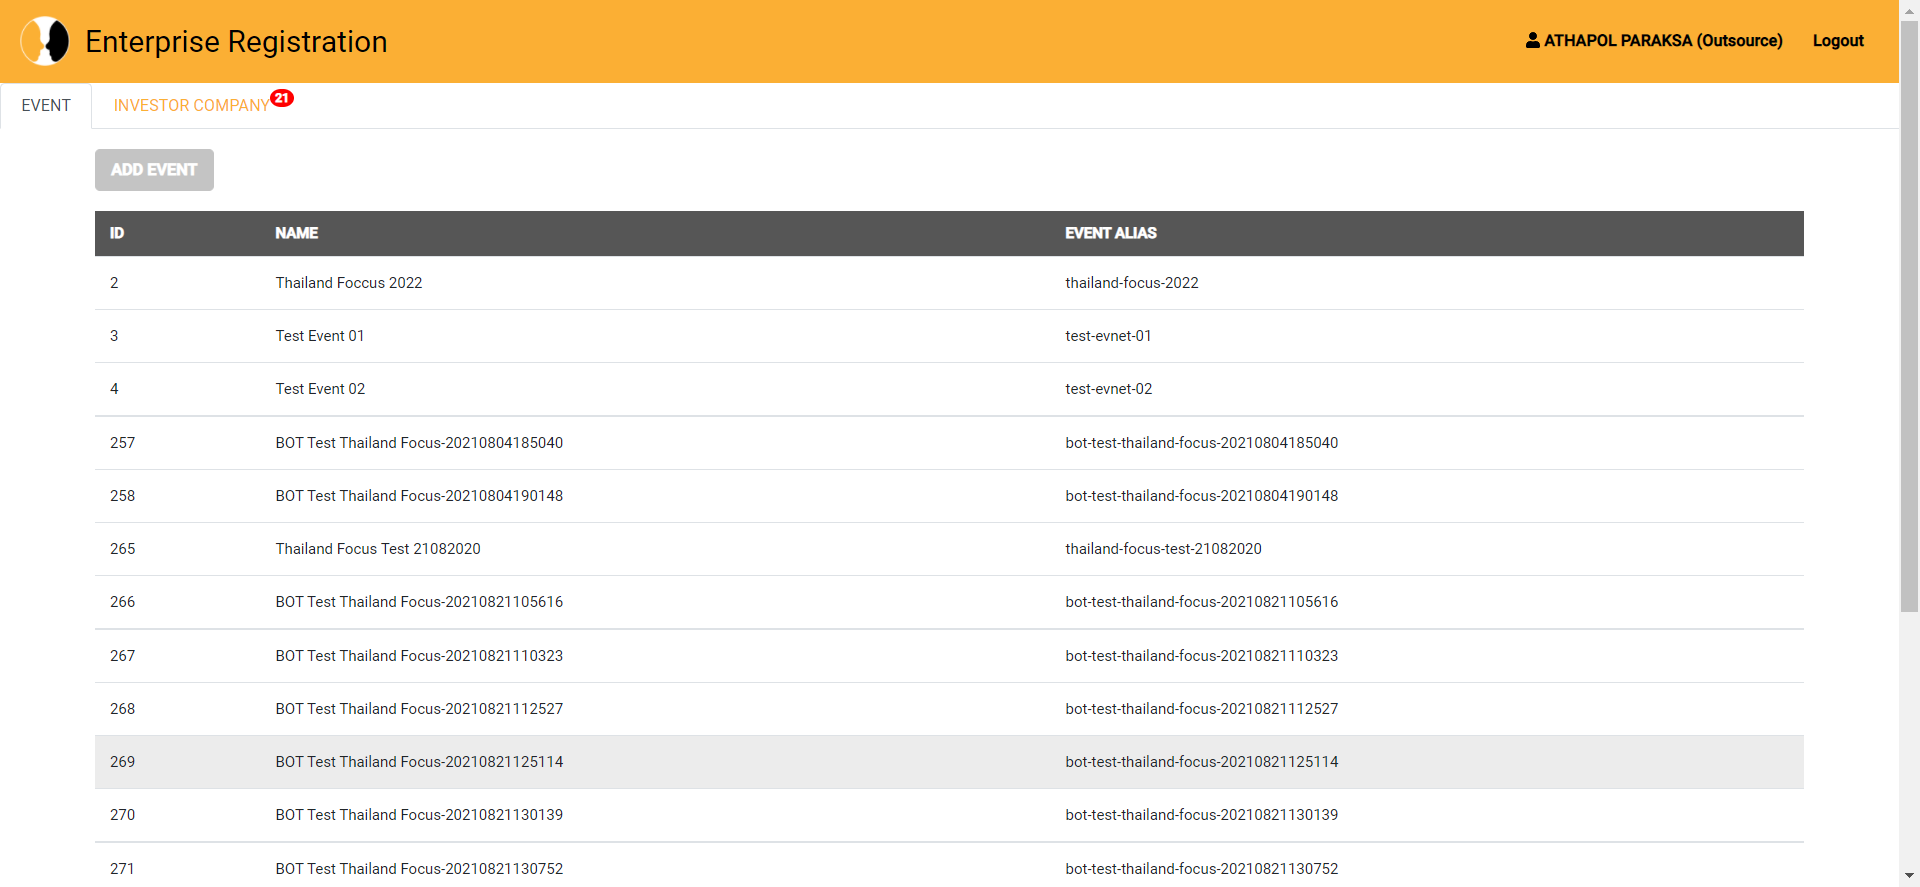 Enterprise Registration
ATHAPOL PARAKSA (Outsource) Logout
EVENT INVESTOR COMPANY 21
ADD EVENT
ID NAME EVENT ALIAS
2 Thailand Foccus 2022 thailand-focus-2022
3 Test Event 01 test-evnet-01
4 Test Event 02 test-evnet-02
257 BOT Test Thailand Focus-20210804185040 bot-test-thailand-focus-20210804185040
258 BOT Test Thailand Focus-20210804190148 bot-test-thailand-focus-20210804190148
265 Thailand Focus Test 21082020 thailand-focus-test-21082020
266 BOT Test Thailand Focus-20210821105616 bot-test-thailand-focus-20210821105616
267 BOT Test Thailand Focus-20210821110323 bot-test-thailand-focus-20210821110323
268 BOT Test Thailand Focus-20210821112527 bot-test-thailand-focus-20210821112527
269 BOT Test Thailand Focus-20210821125114 bot-test-thailand-focus-20210821125114
270 BOT Test Thailand Focus-20210821130139 bot-test-thailand-focus-20210821130139
271 BOT Test Thailand Focus-20210821130752 bot-test-thailand-focus-20210821130752